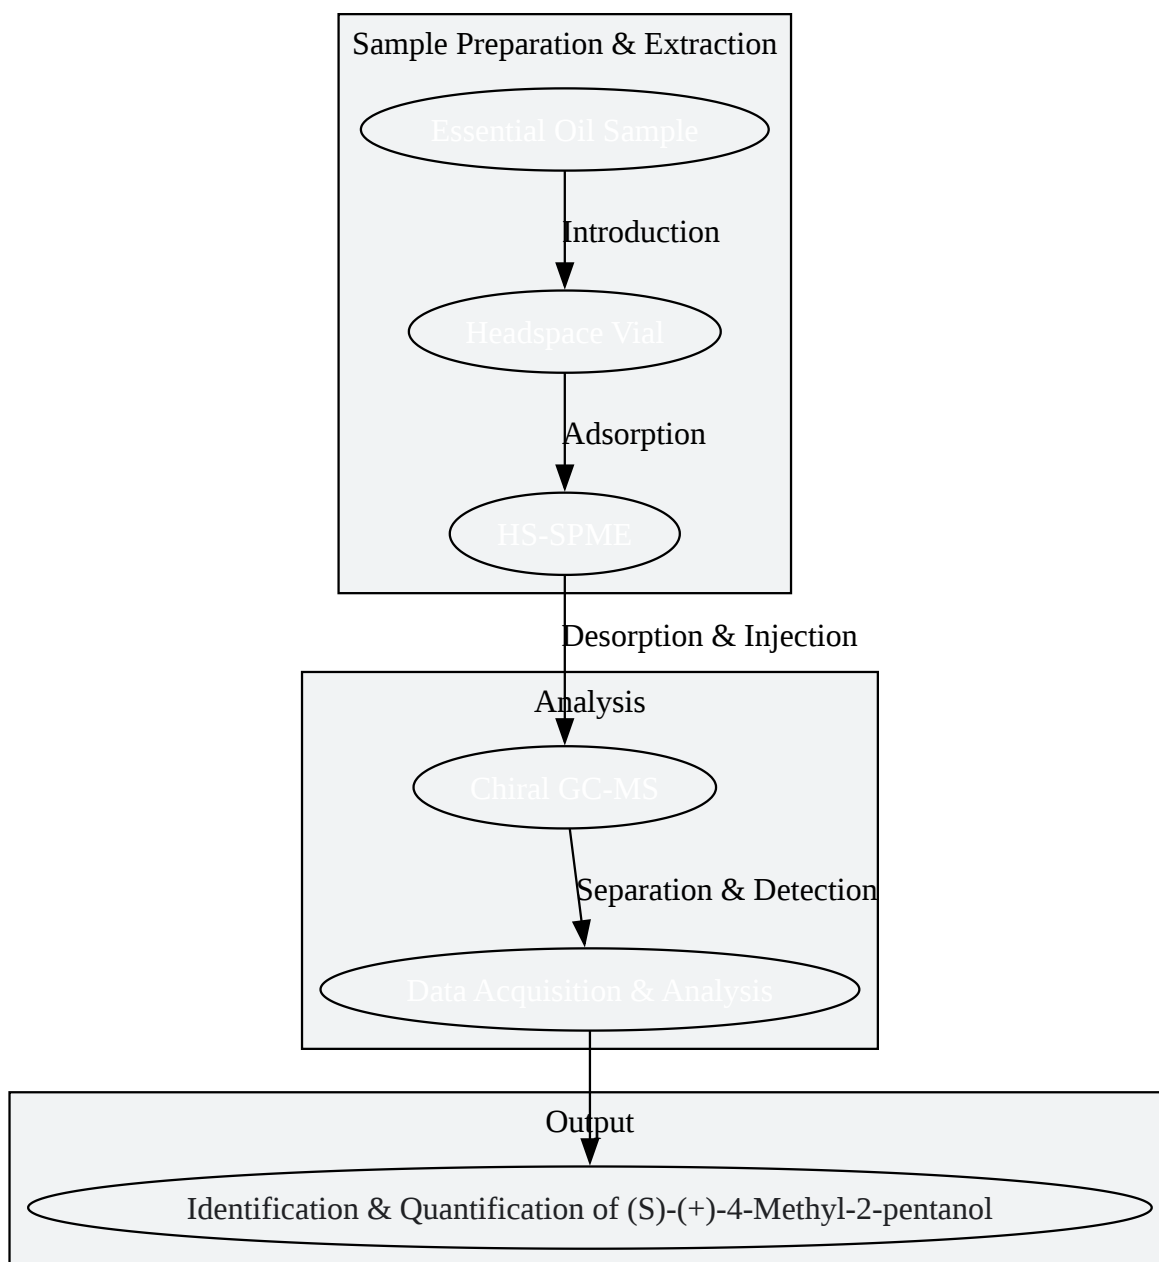 Sample Preparation & Extraction
Essential Oil Sample
Introduction
Headspace Vial
Adsorption
HS-SPME
Desorption & Injection
Analysis
Chiral GC-MS
Separation & Detection
Data Acquisition & Analysis
Output
Identification & Quantification of (S)-(+)-4-Methyl-2-pentanol